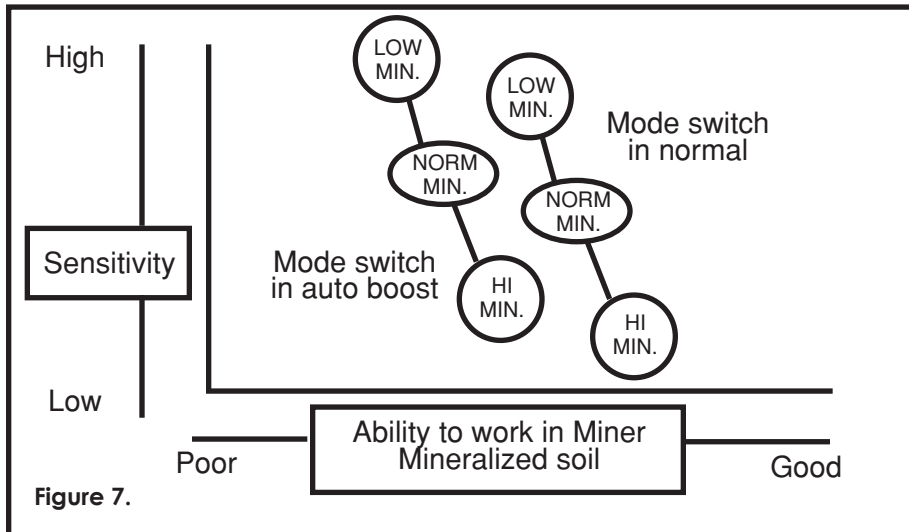 High
LOW
MIN.
LOW
MIN.
Mode switch
in normal
NORM
MIN.
NORM
MIN.
Sensitivity
Mode switch
in auto boost
HI
MIN.
HI
MIN.
Low
Ability to work in Miner
Mineralized soil
Poor
Good
Figure 7.